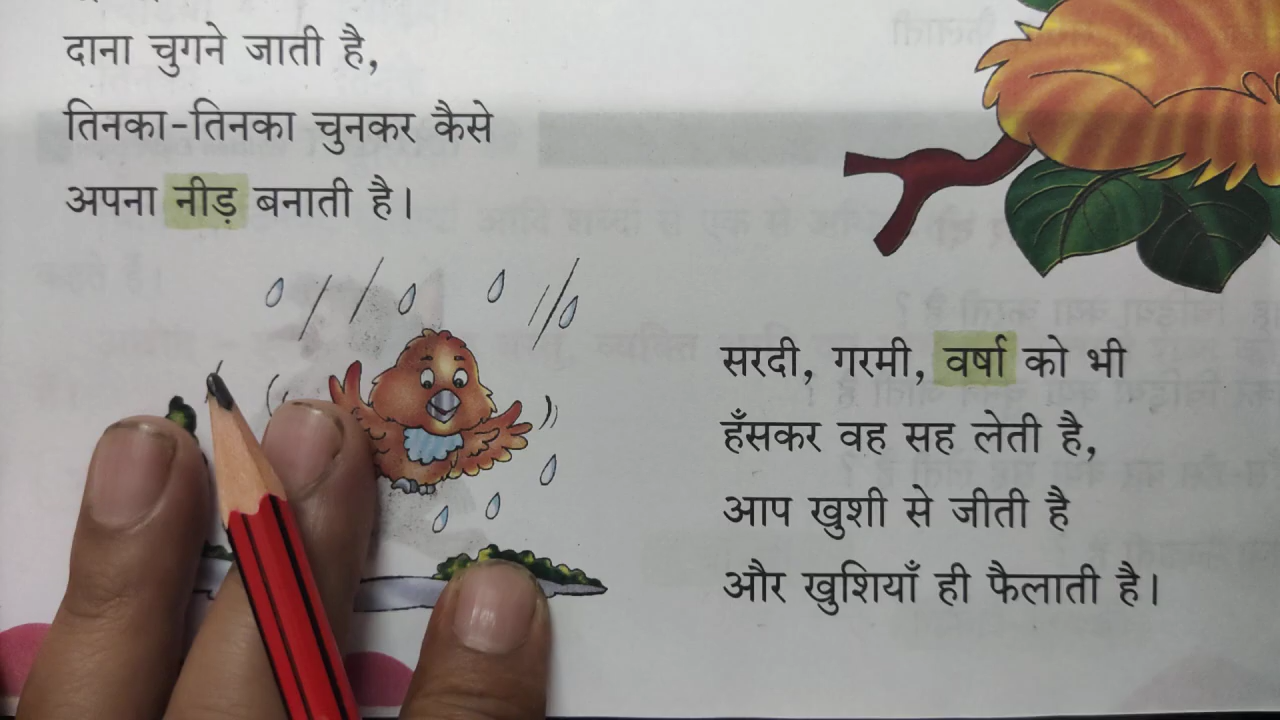 दाना चुगने जाती है,
तिनका-तिनका चुनकर कैसे
अपना नीड़ बनाती है।
सरदी, गरमी, वर्षा को भी
हँसकर वह सह लेती है,
आप खुशी से जीती है
और खुशियाँ ही फैलाती है।